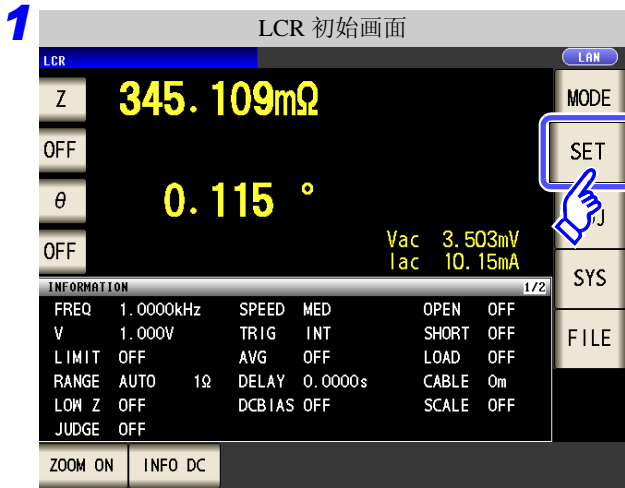 1
LCR 初始画面
LCR
LAN
Z 345.109mΩ
MODE
OFF
SET
θ 0.115 °
OFF
Vac 3.503mV
Iac 10.15mA
SYS
INFORMATION 1/2
FREQ 1.0000kHz SPEED MED OPEN OFF
V 1.000V TRIG INT SHORT OFF
FILE
LIMIT OFF AVG OFF LOAD OFF
RANGE AUTO 1Ω DELAY 0.0000s CABLE 0m
LOW Z OFF DCBIAS OFF SCALE OFF
JUDGE OFF
ZOOM ON INFO DC